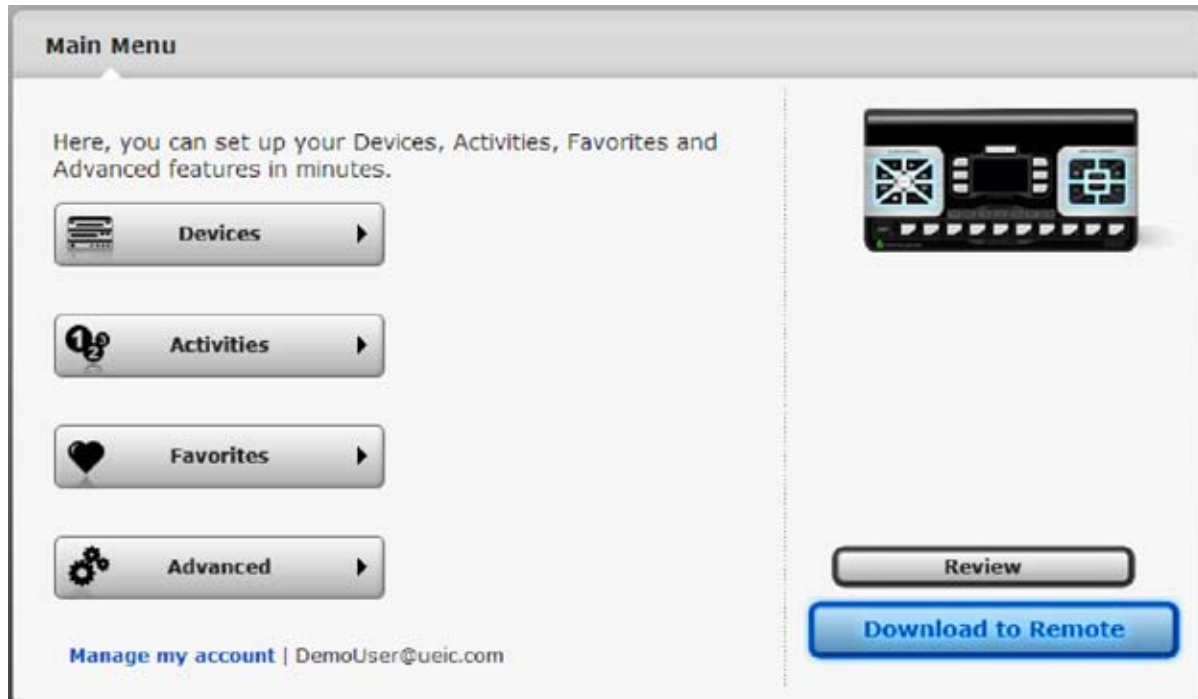 Main Menu
Here, you can set up your Devices, Activities, Favorites and
Advanced features in minutes.
Devices
Activities
Favorites
Advanced
Manage my account | DemoUser@ueic.com
Review
Download to Remote